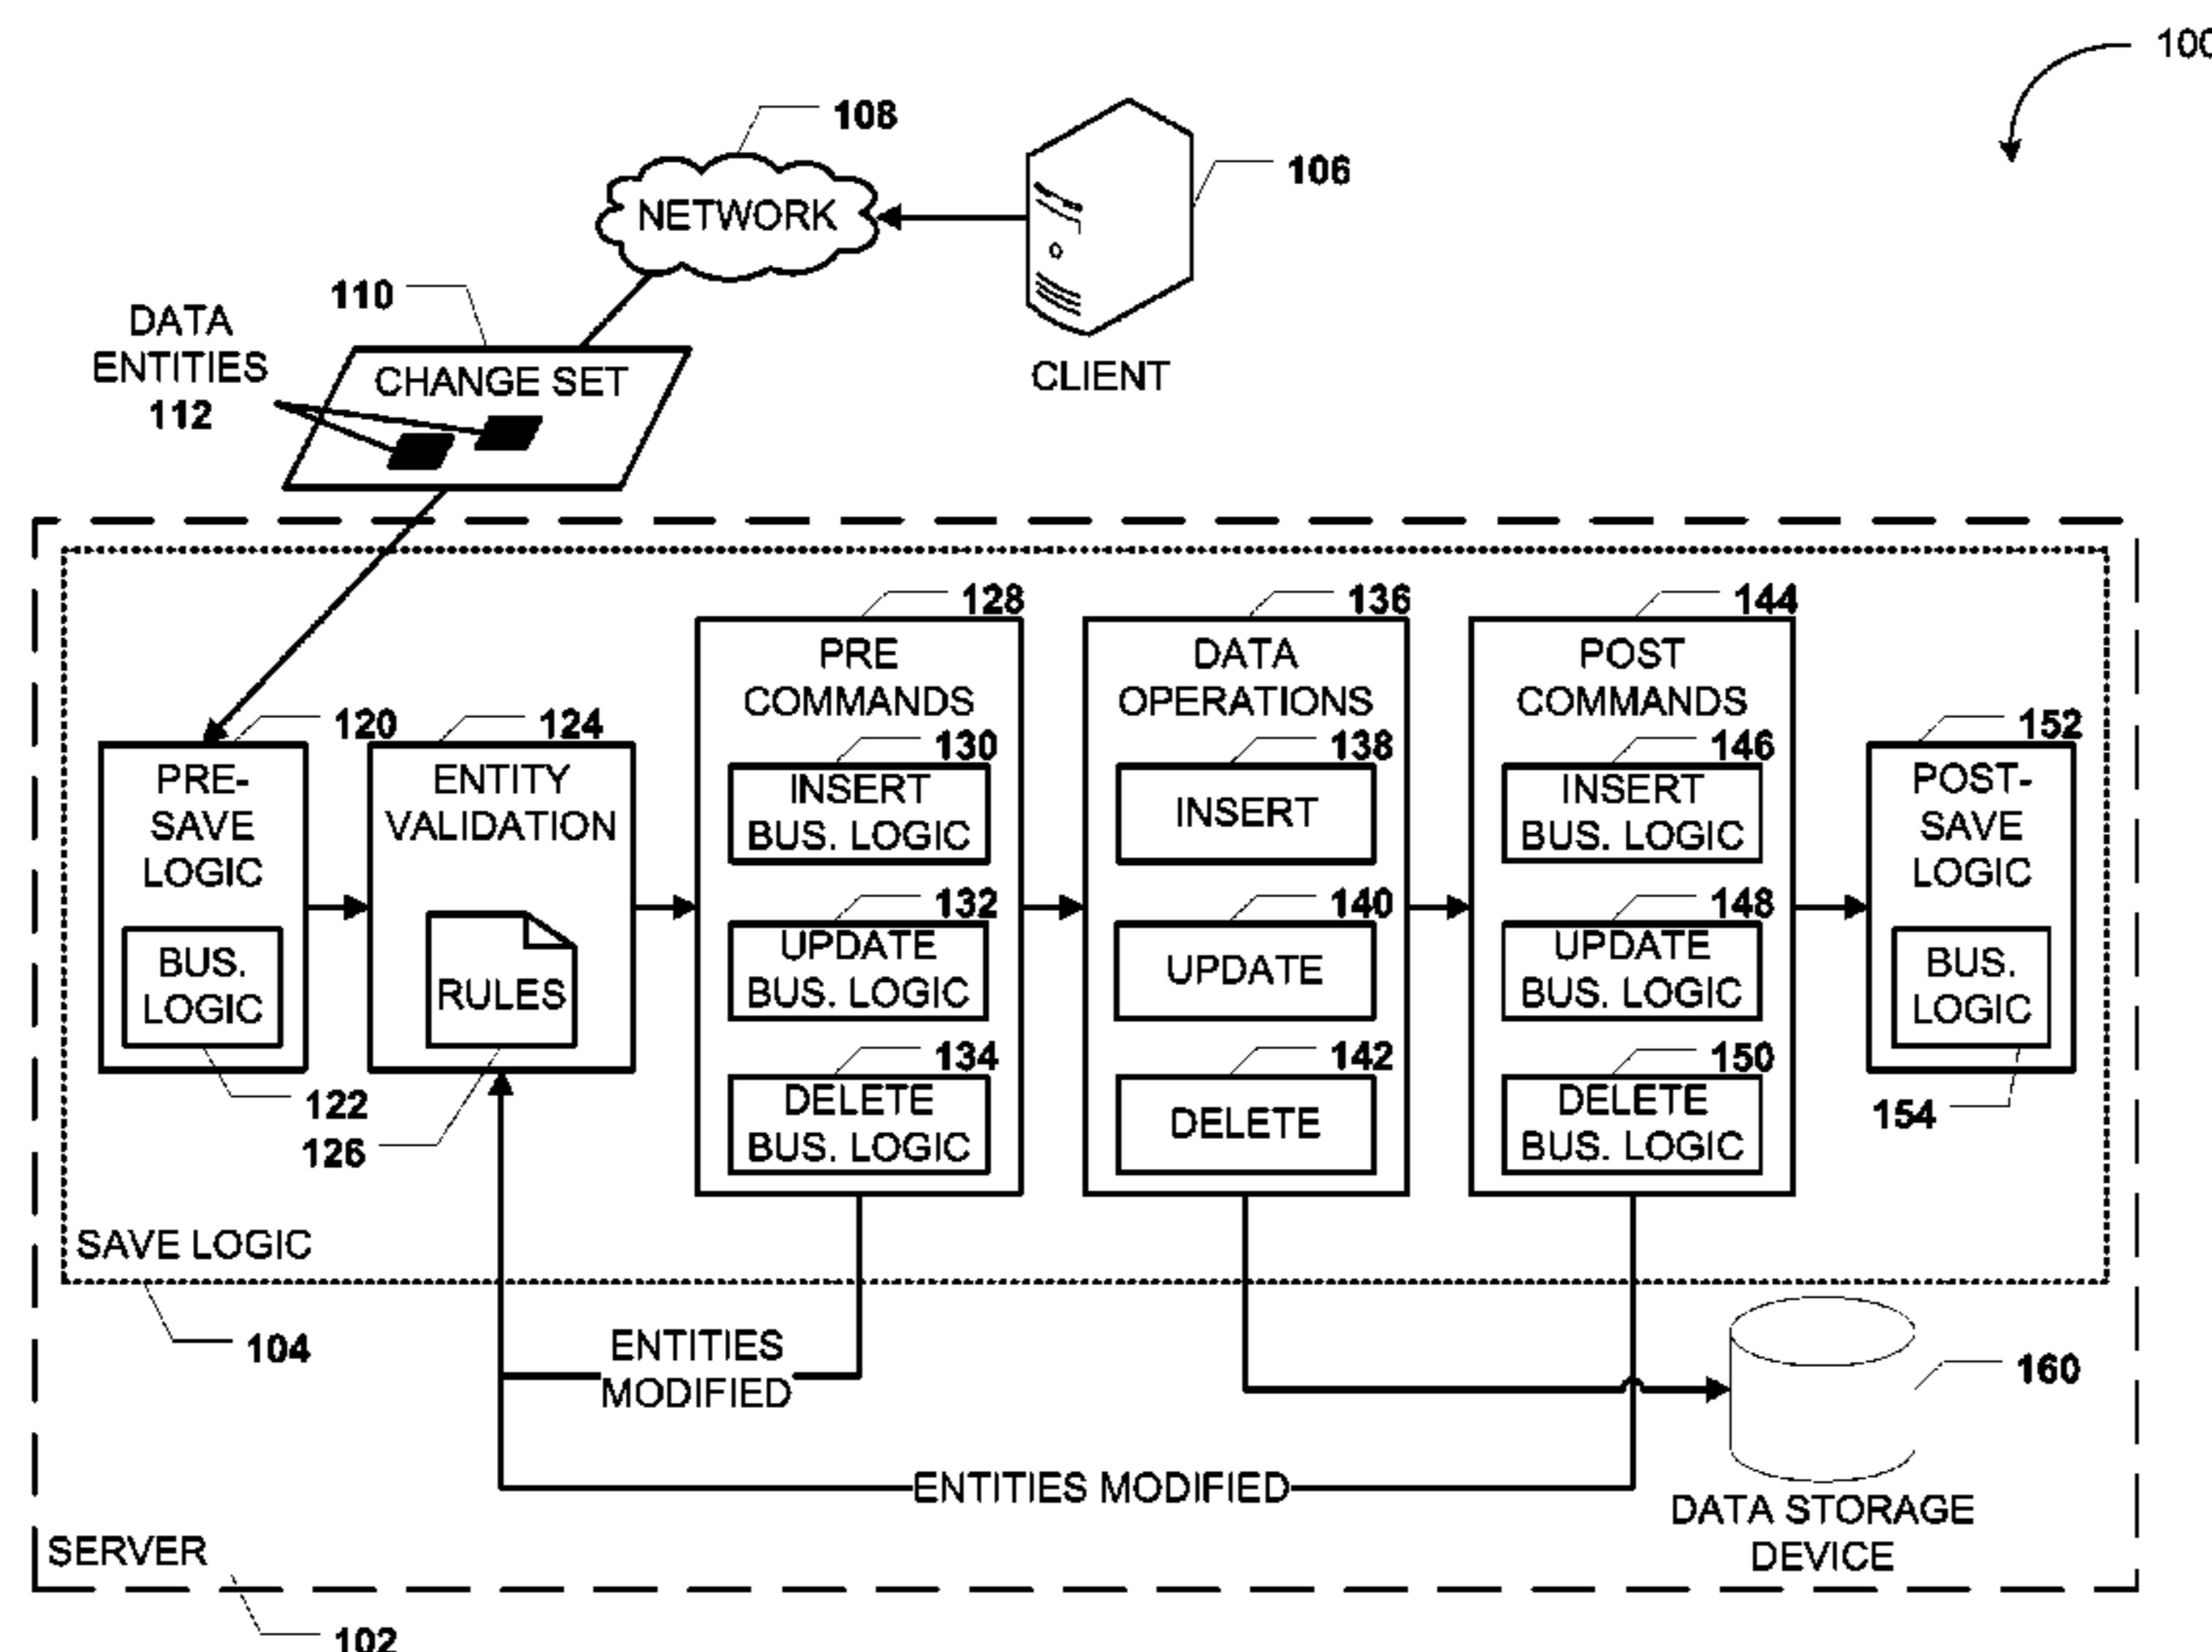 100
108
NETWORK
106
CLIENT
110
DATA
ENTITIES
112
CHANGE SET
120
PRE-
SAVE
LOGIC
BUS.
LOGIC
122
124
ENTITY
VALIDATION
RULES
126
128
PRE
COMMANDS
130
INSERT
BUS. LOGIC
132
UPDATE
BUS. LOGIC
134
DELETE
BUS. LOGIC
136
DATA
OPERATIONS
138
INSERT
140
UPDATE
142
DELETE
144
POST
COMMANDS
146
INSERT
BUS. LOGIC
148
UPDATE
BUS. LOGIC
150
DELETE
BUS. LOGIC
152
POST-
SAVE
LOGIC
BUS.
LOGIC
154
SAVE LOGIC
104
ENTITIES
MODIFIED
ENTITIES MODIFIED
160
DATA STORAGE
DEVICE
SERVER
102